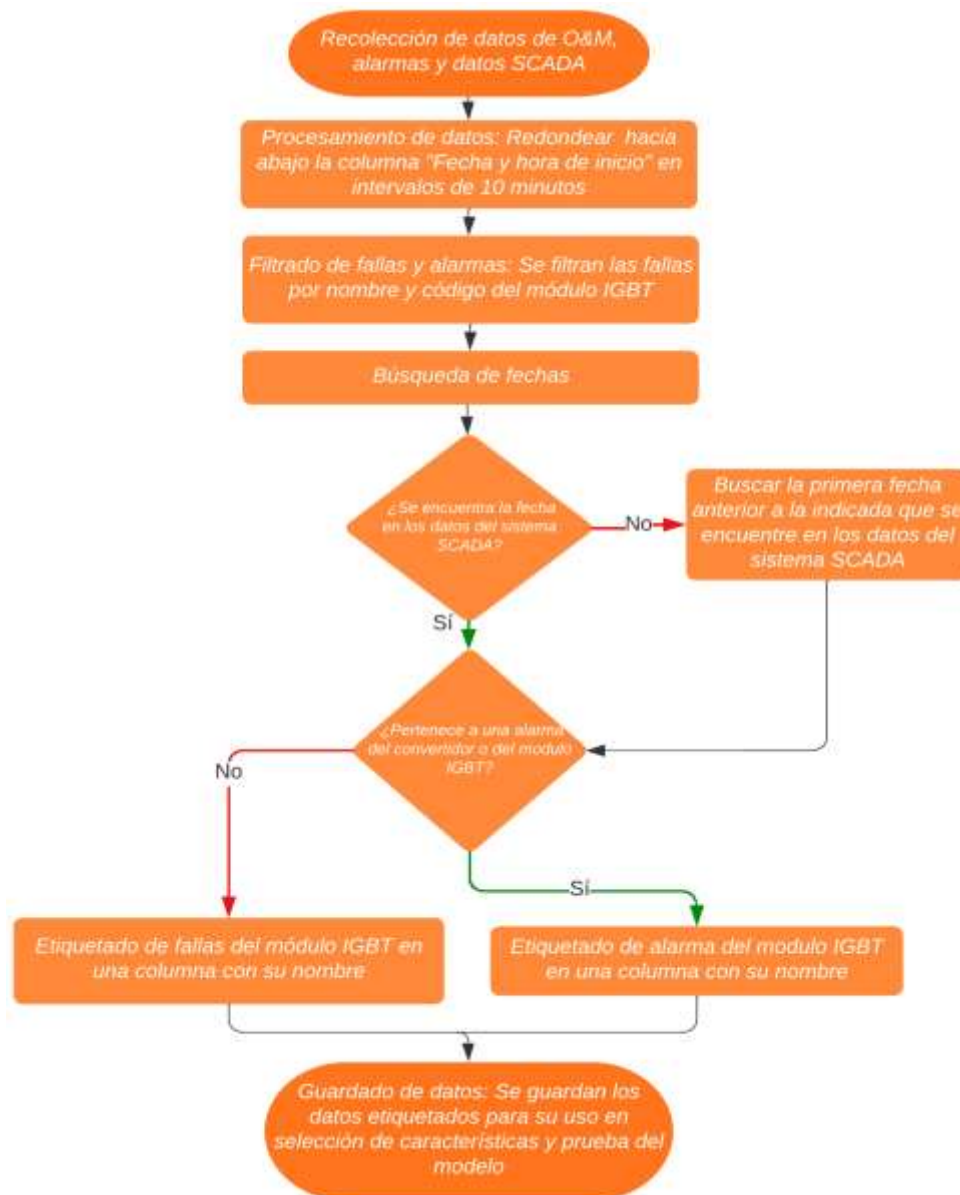 Recolección de datos de O&M,
alarmas y datos SCADA
Procesamiento de datos: Redondear hacia
abajo la columna "Fecha y hora de inicio" en
intervalos de 10 minutos
Filtrado de fallas y alarmas: Se filtran las fallas
por nombre y código del módulo IGBT
Búsqueda de fechas
¿Se encuentra la fecha
en los datos del sistema
SCADA?
No
Buscar la primera fecha
anterior a la indicada que se
encuentre en los datos del
sistema SCADA
Sí
¿Pertenece a una alarma
del convertidor o del modulo
IGBT?
No
Sí
Etiquetado de fallas del módulo IGBT en
una columna con su nombre
Etiquetado de alarma del modulo IGBT
en una columna con su nombre
Guardado de datos: Se guardan los
datos etiquetados para su uso en
selección de características y prueba del
modelo